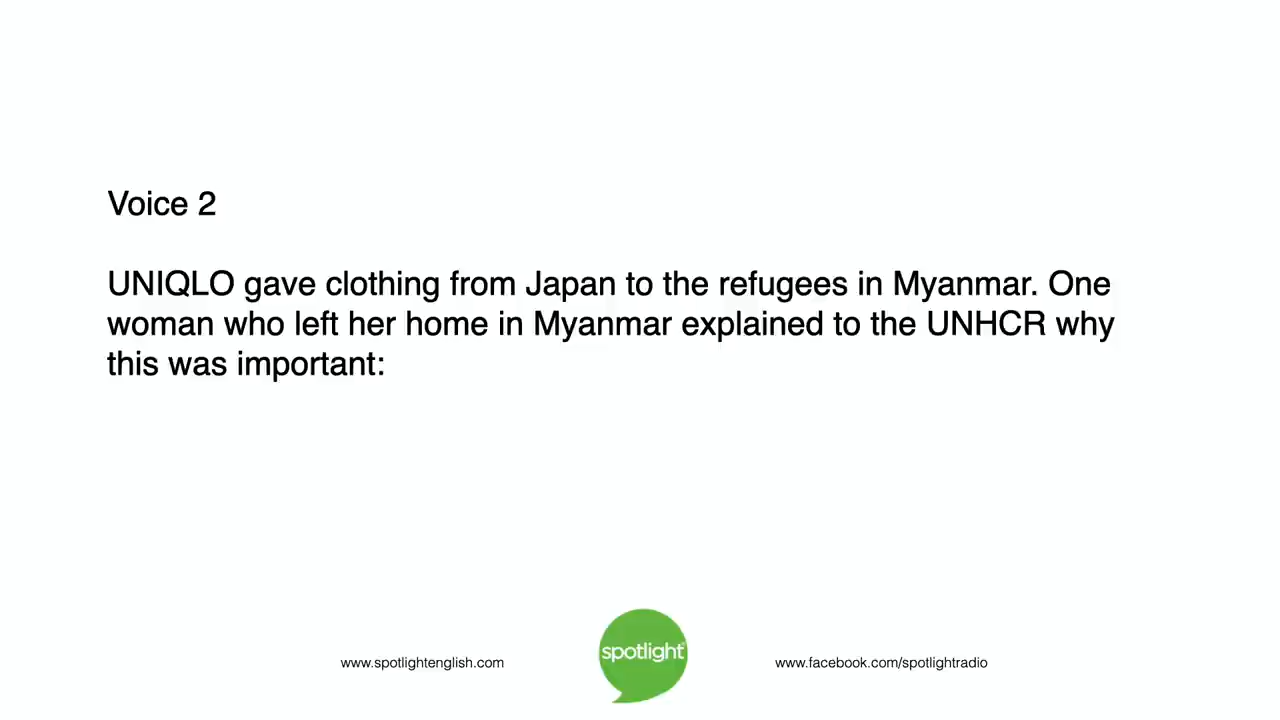 Voice 2
UNIQLO gave clothing from Japan to the refugees in Myanmar. One
woman who left her home in Myanmar explained to the UNHCR why
this was important:
www.spotlightenglish.com
spotlight
www.facebook.com/spotlightradio